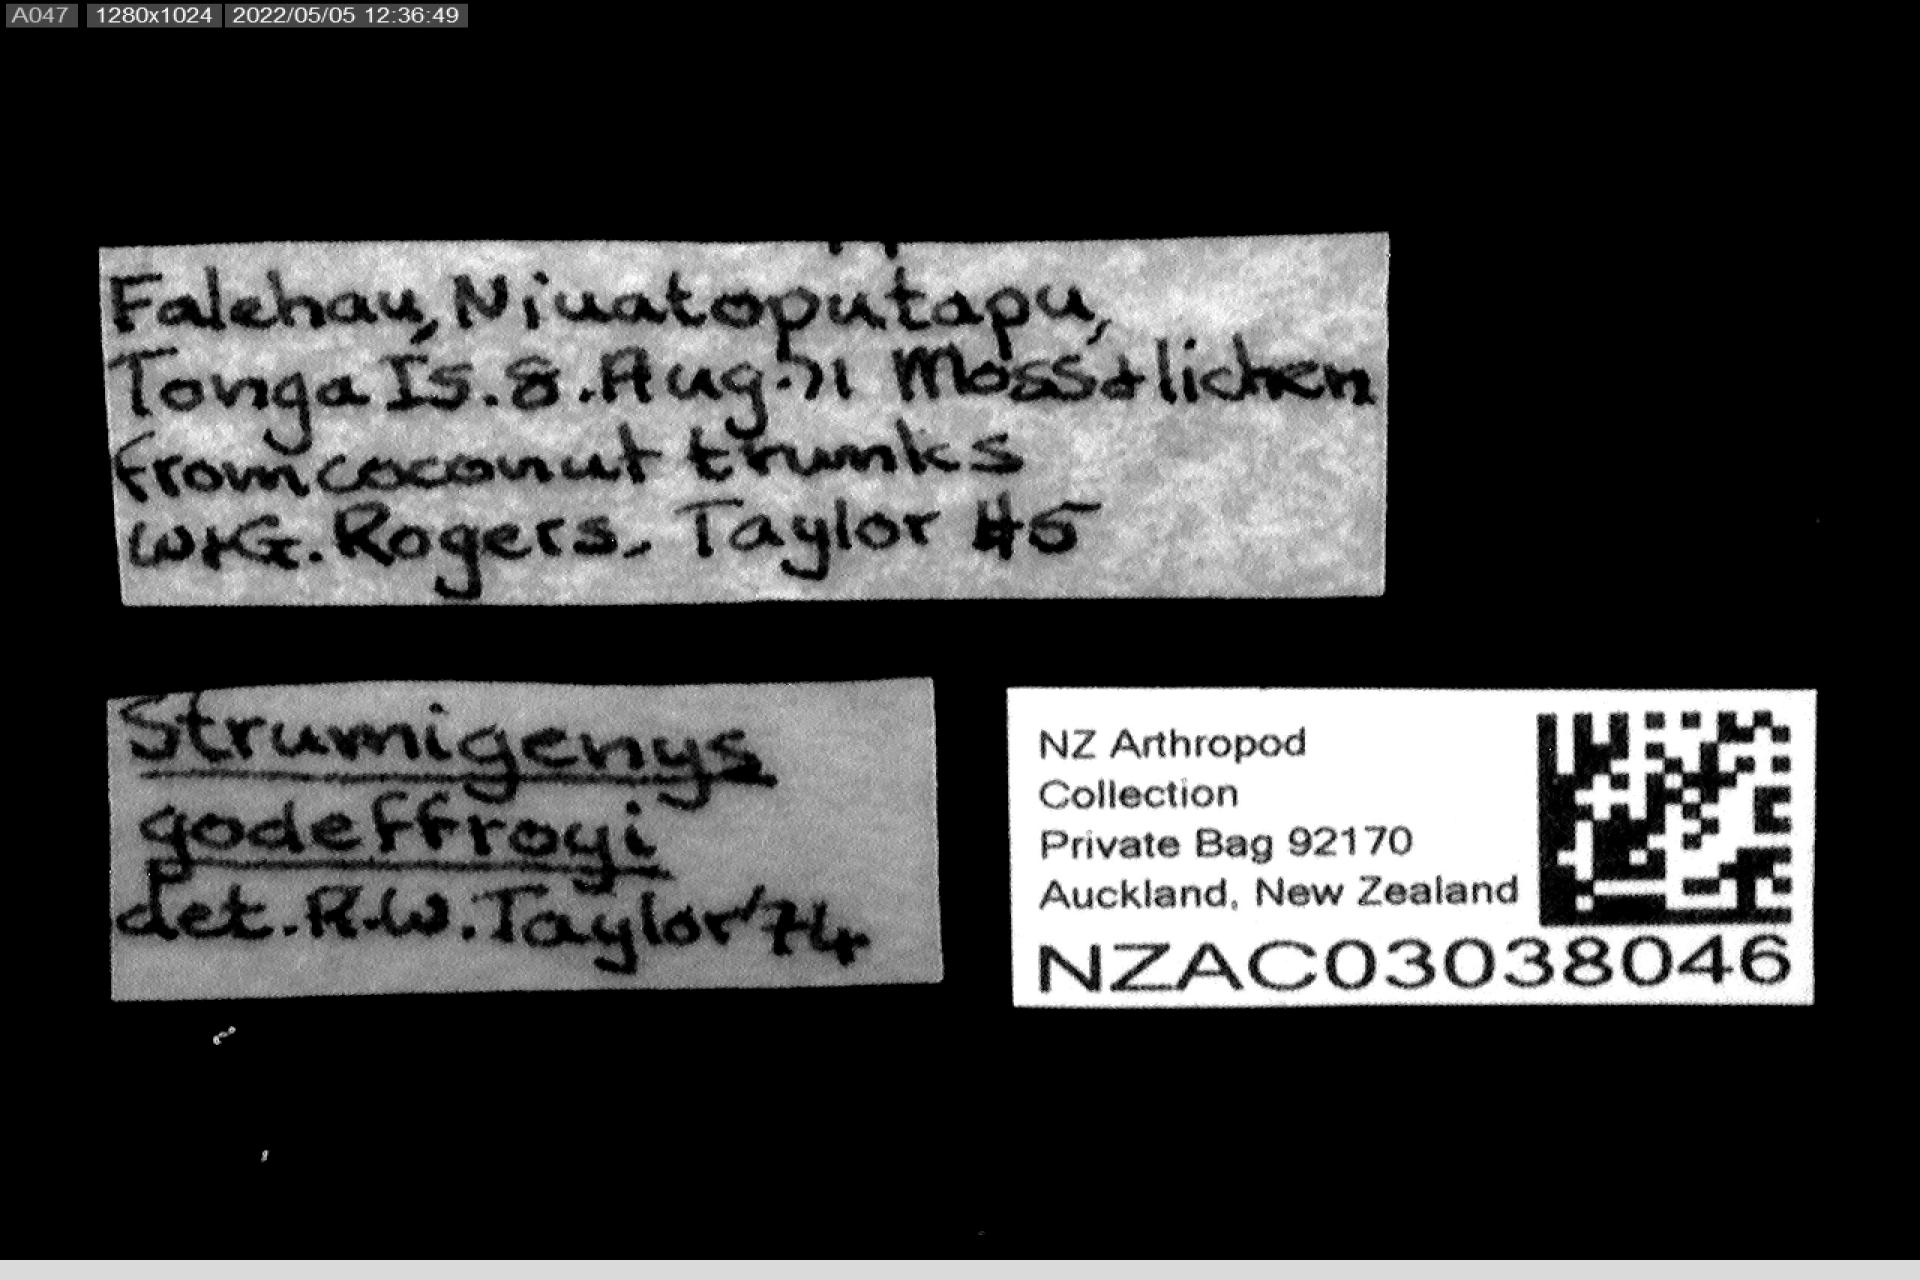 A047 1280x1024 2022/05/05 12:36:49
Falehau, Niuatoputapu,
Tonga Is. 8. Aug. 71 Moss & lichen
from coconut trunks
W & G. Rogers. Taylor #5
Strumigenys
godeffroyi
det. R.W. Taylor '74
NZ Arthropod
Collection
Private Bag 92170
Auckland, New Zealand
NZAC03038046